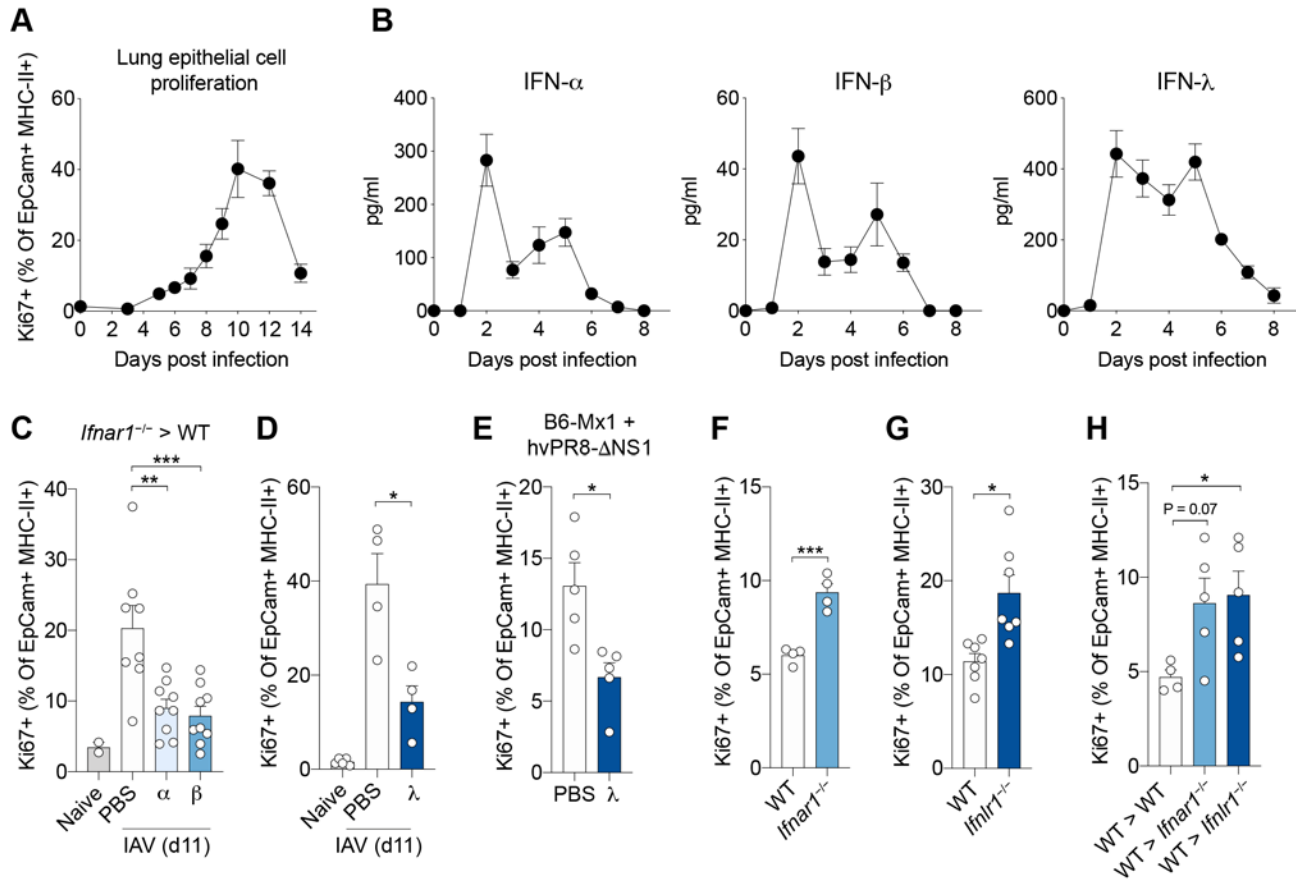 A
Lung epithelial cell
proliferation
Ki67+ (% Of EpCam+ MHC-II+)
60
40
20
0
0 2 4 6 8 10 12 14
Days post infection
B
IFN-α
pg/ml
400
300
200
100
0
0 2 4 6 8
Days post infection
IFN-β
pg/ml
60
40
20
0
0 2 4 6 8
Days post infection
IFN-λ
pg/ml
600
400
200
0
0 2 4 6 8
Days post infection
C
Ifnar1–/– > WT
Ki67+ (% Of EpCam+ MHC-II+)
***
**
40
30
20
10
0
Naive PBS α β
IAV (d11)
D
Ki67+ (% Of EpCam+ MHC-II+)
*
60
40
20
0
Naive PBS λ
IAV (d11)
E
B6-Mx1 +
hvPR8-ΔNS1
Ki67+ (% Of EpCam+ MHC-II+)
*
20
15
10
5
0
PBS λ
F
Ki67+ (% Of EpCam+ MHC-II+)
***
15
10
5
0
WT Ifnar1–/–
G
Ki67+ (% Of EpCam+ MHC-II+)
*
30
20
10
0
WT Ifnlr1–/–
H
Ki67+ (% Of EpCam+ MHC-II+)
*
P = 0.07
15
10
5
0
WT > WT
WT > Ifnar1–/–
WT > Ifnlr1–/–